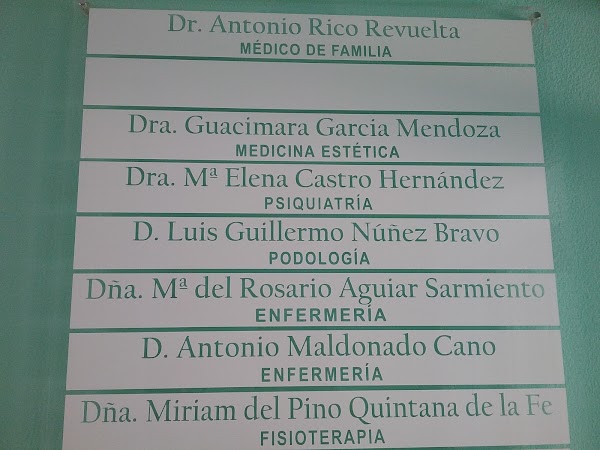 Dr. Antonio Rico Revuelta
MÉDICO DE FAMILIA
Dra. Guacimara Garcia Mendoza
MEDICINA ESTÉTICA
Dra. Mª Elena Castro Hernández
PSIQUIATRÍA
D. Luis Guillermo Núñez Bravo
PODOLOGÍA
Dña. Mª del Rosario Aguiar Sarmiento
ENFERMERÍA
D. Antonio Maldonado Cano
ENFERMERÍA
Dña. Miriam del Pino Quintana de la Fe
FISIOTERAPIA